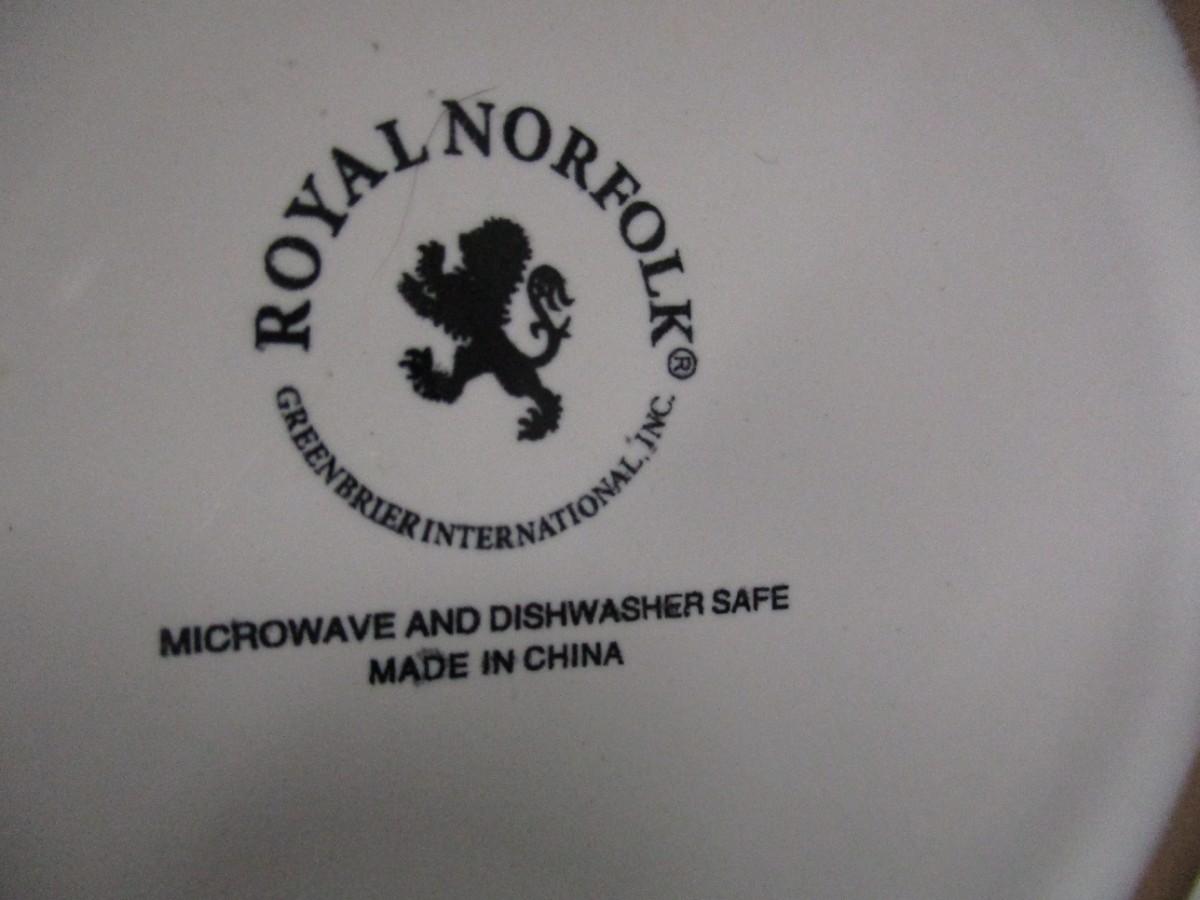 ROYAL NORFOLK®
GREENBRIER INTERNATIONAL, INC.
MICROWAVE AND DISHWASHER SAFE
MADE IN CHINA